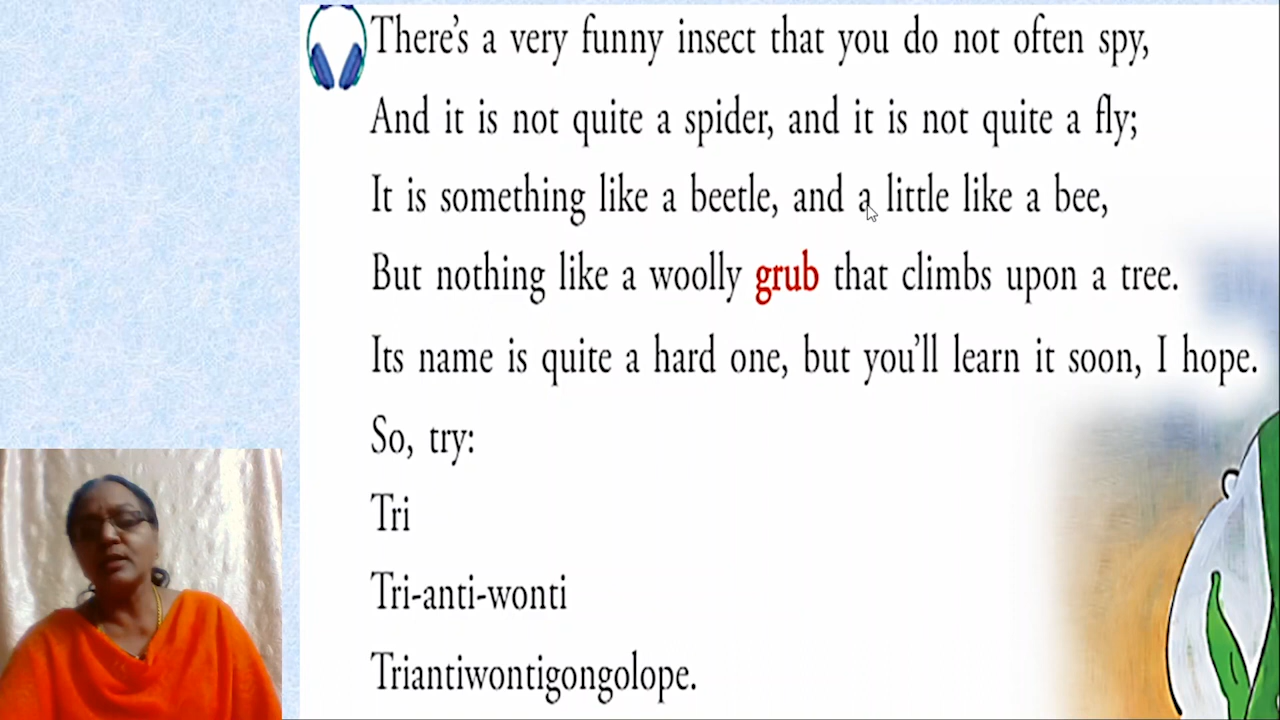 There's a very funny insect that you do not often spy,
And it is not quite a spider, and it is not quite a fly;
It is something like a beetle, and a little like a bee,
But nothing like a woolly grub that climbs upon a tree.
Its name is quite a hard one, but you'll learn it soon, I hope.
So, try:
Tri
Tri-anti-wonti
Triantiwontigongolope.